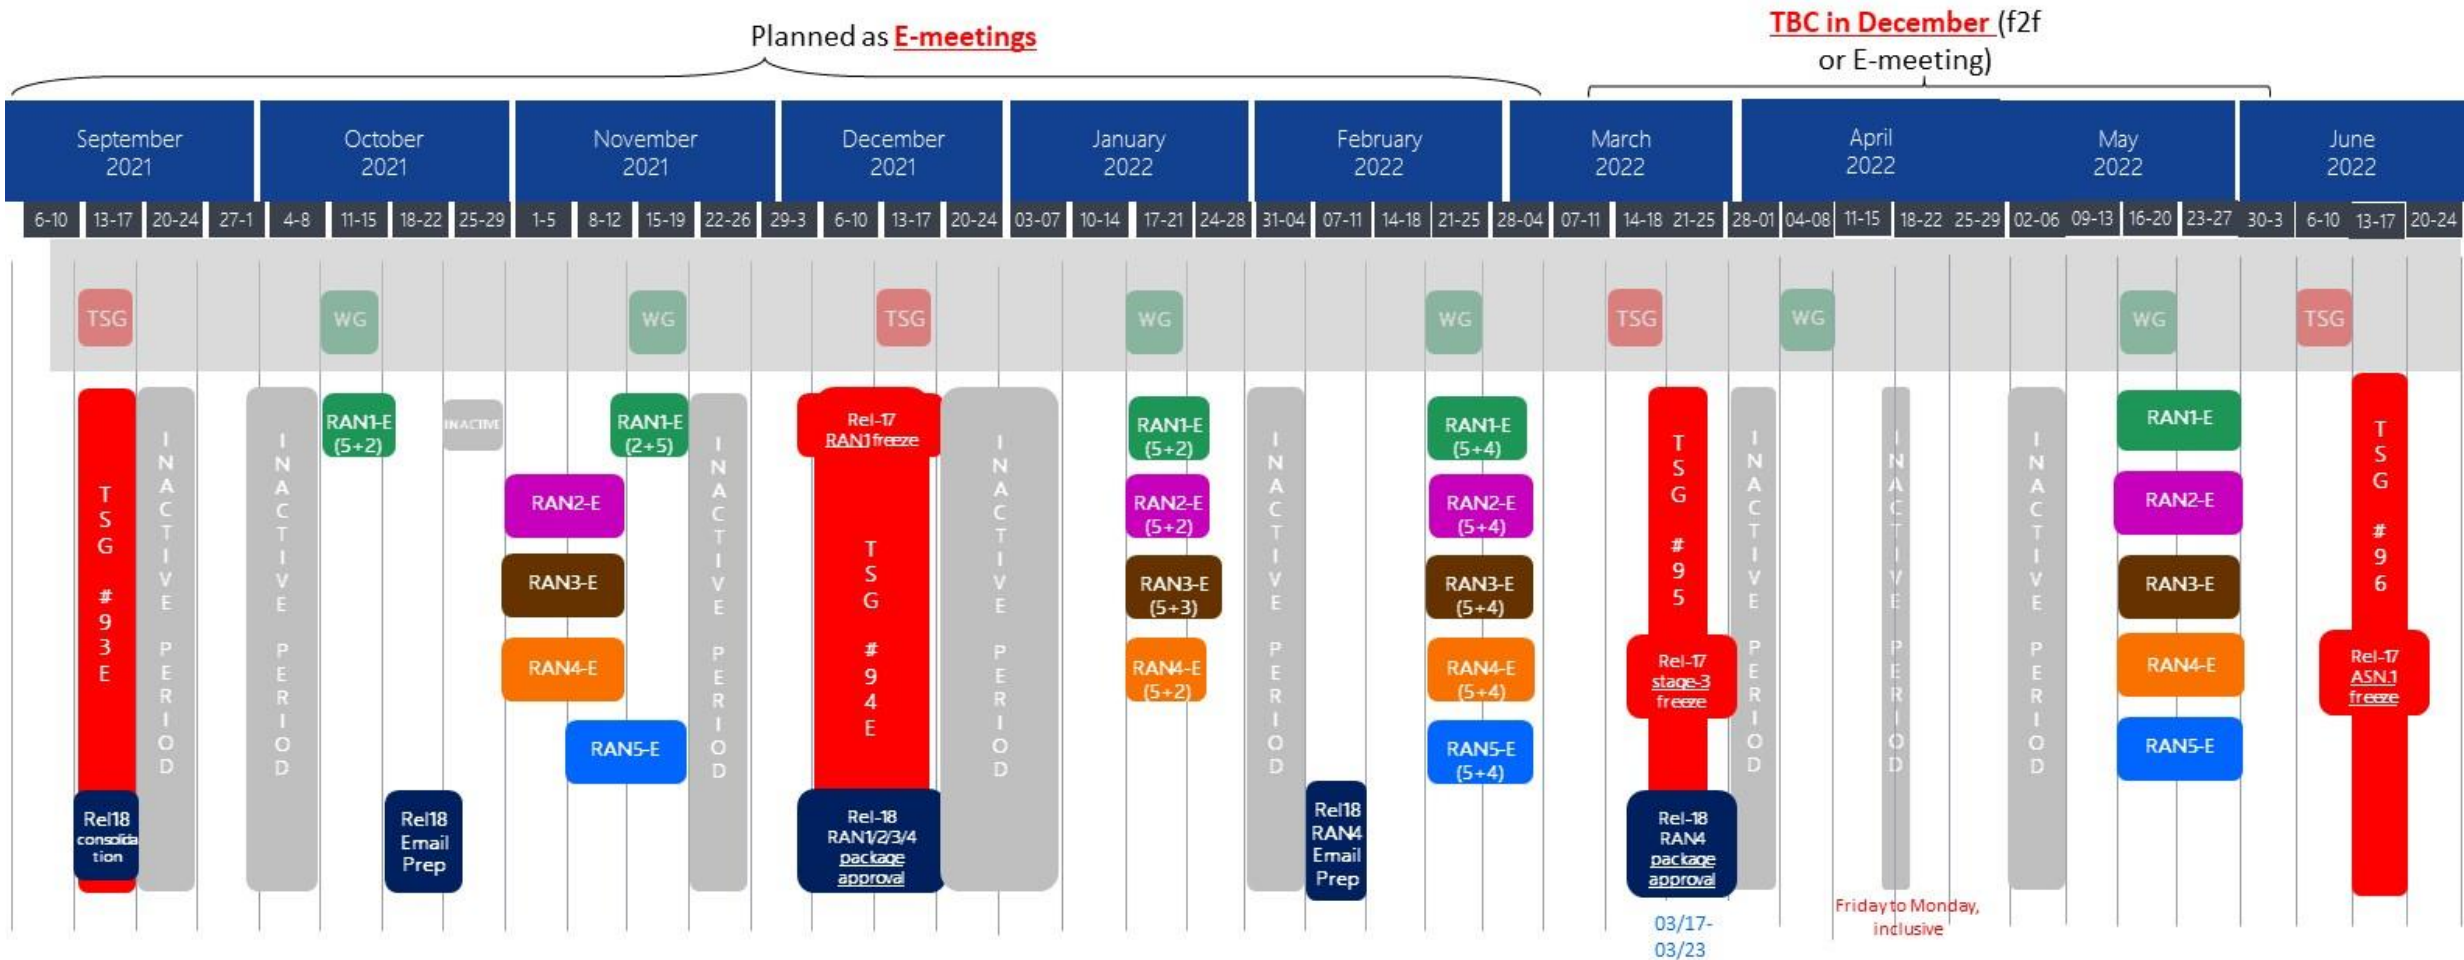 Planned as E-meetings
TBC in December (f2f
or E-meeting)
September
2021
October
2021
November
2021
December
2021
January
2022
February
2022
March
2022
April
2022
May
2022
June
2022
6-10 13-17 20-24 27-1 4-8 11-15 18-22 25-29 1-5 8-12 15-19 22-26 29-3 6-10 13-17 20-24 03-07 10-14 17-21 24-28 31-04 07-11 14-18 21-25 28-04 07-11 14-18 21-25 28-01 04-08 11-15 18-22 25-29 02-06 09-13 16-20 23-27 30-3 6-10 13-17 20-24
TSG WG WG TSG WG WG TSG WG WG TSG
TSG #93E
Rel18
consolida
tion
INACTIVE PERIOD
INACTIVE PERIOD
RAN1-E
(5+2)
Rel18
Email
Prep
INACTIVE
RAN2-E
RAN3-E
RAN4-E
RAN5-E
RAN1-E
(2+5)
INACTIVE PERIOD
Rel-17
RAN1 freeze
TSG #94E
Rel-18
RAN1/2/3/4
package
approval
INACTIVE PERIOD
RAN1-E
(5+2)
RAN2-E
(5+2)
RAN3-E
(5+3)
RAN4-E
(5+2)
INACTIVE PERIOD
Rel18
RAN4
Email
Prep
RAN1-E
(5+4)
RAN2-E
(5+4)
RAN3-E
(5+4)
RAN4-E
(5+4)
RAN5-E
(5+4)
TSG #95
Rel-17
stage-3
freeze
Rel-18
RAN4
package
approval
03/17-
03/23
INACTIVE PERIOD
INACTIVE PERIOD
Friday to Monday,
inclusive
INACTIVE PERIOD
RAN1-E
RAN2-E
RAN3-E
RAN4-E
RAN5-E
TSG #96
Rel-17
ASN.1
freeze